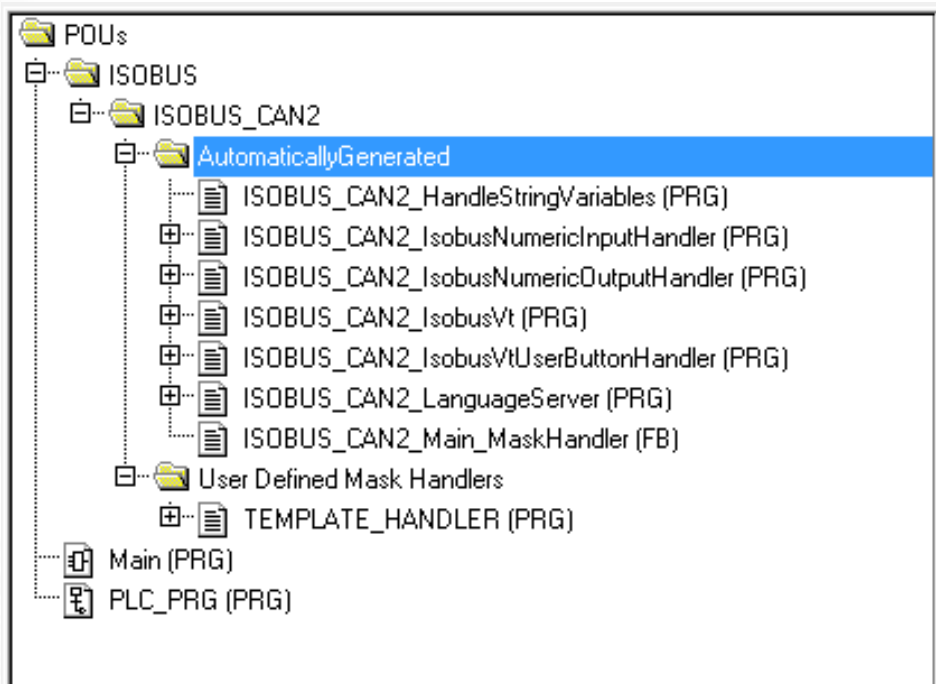 POUs
ISOBUS
ISOBUS_CAN2
AutomaticallyGenerated
ISOBUS_CAN2_HandleStringVariables (PRG)
ISOBUS_CAN2_IsobusNumericInputHandler (PRG)
ISOBUS_CAN2_IsobusNumericOutputHandler (PRG)
ISOBUS_CAN2_IsobusVt (PRG)
ISOBUS_CAN2_IsobusVtUserButtonHandler (PRG)
ISOBUS_CAN2_LanguageServer (PRG)
ISOBUS_CAN2_Main_MaskHandler (FB)
User Defined Mask Handlers
TEMPLATE_HANDLER (PRG)
Main (PRG)
PLC_PRG (PRG)